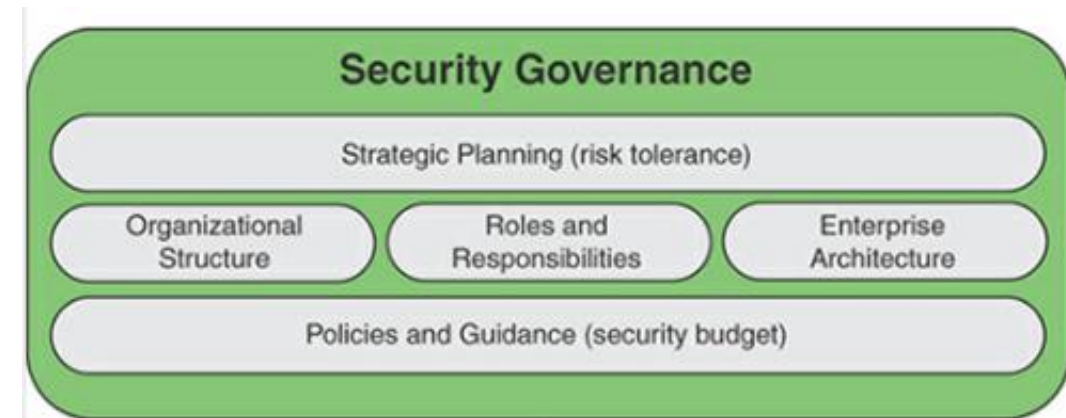 Security Governance
Strategic Planning (risk tolerance)
Organizational
Structure
Roles and
Responsibilities
Enterprise
Architecture
Policies and Guidance (security budget)